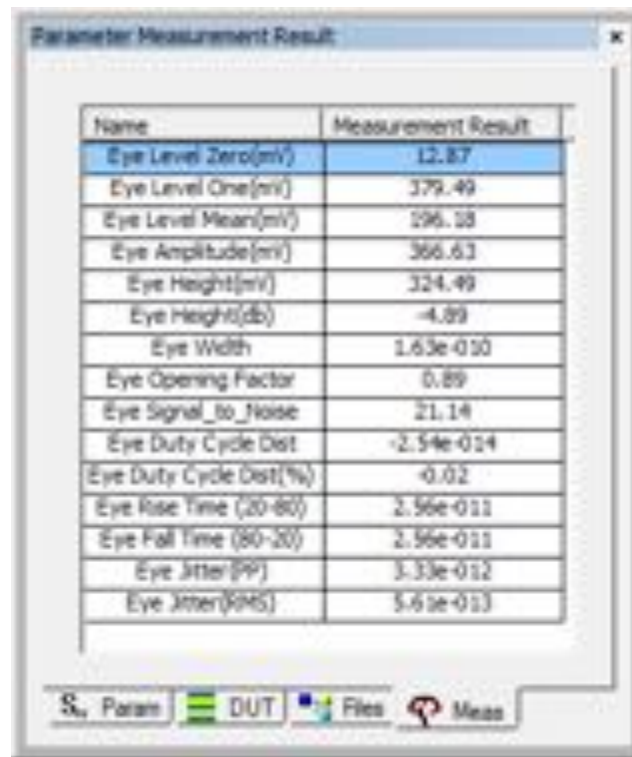 Parameter Measurement Result
Name Measurement Result
Eye Level Zero(mV) 12.87
Eye Level One(mV) 379.49
Eye Level Mean(mV) 196.18
Eye Amplitude(mV) 366.63
Eye Height(mV) 324.49
Eye Height(db) -4.89
Eye Width 1.63e-010
Eye Opening Factor 0.89
Eye Signal_to_Noise 21.14
Eye Duty Cycle Dist -2.54e-014
Eye Duty Cycle Dist(%) -0.02
Eye Rise Time (20-80) 2.56e-011
Eye Fall Time (80-20) 2.56e-011
Eye Jitter(PP) 3.33e-012
Eye Jitter(RMS) 5.61e-013
Param DUT Files Meas